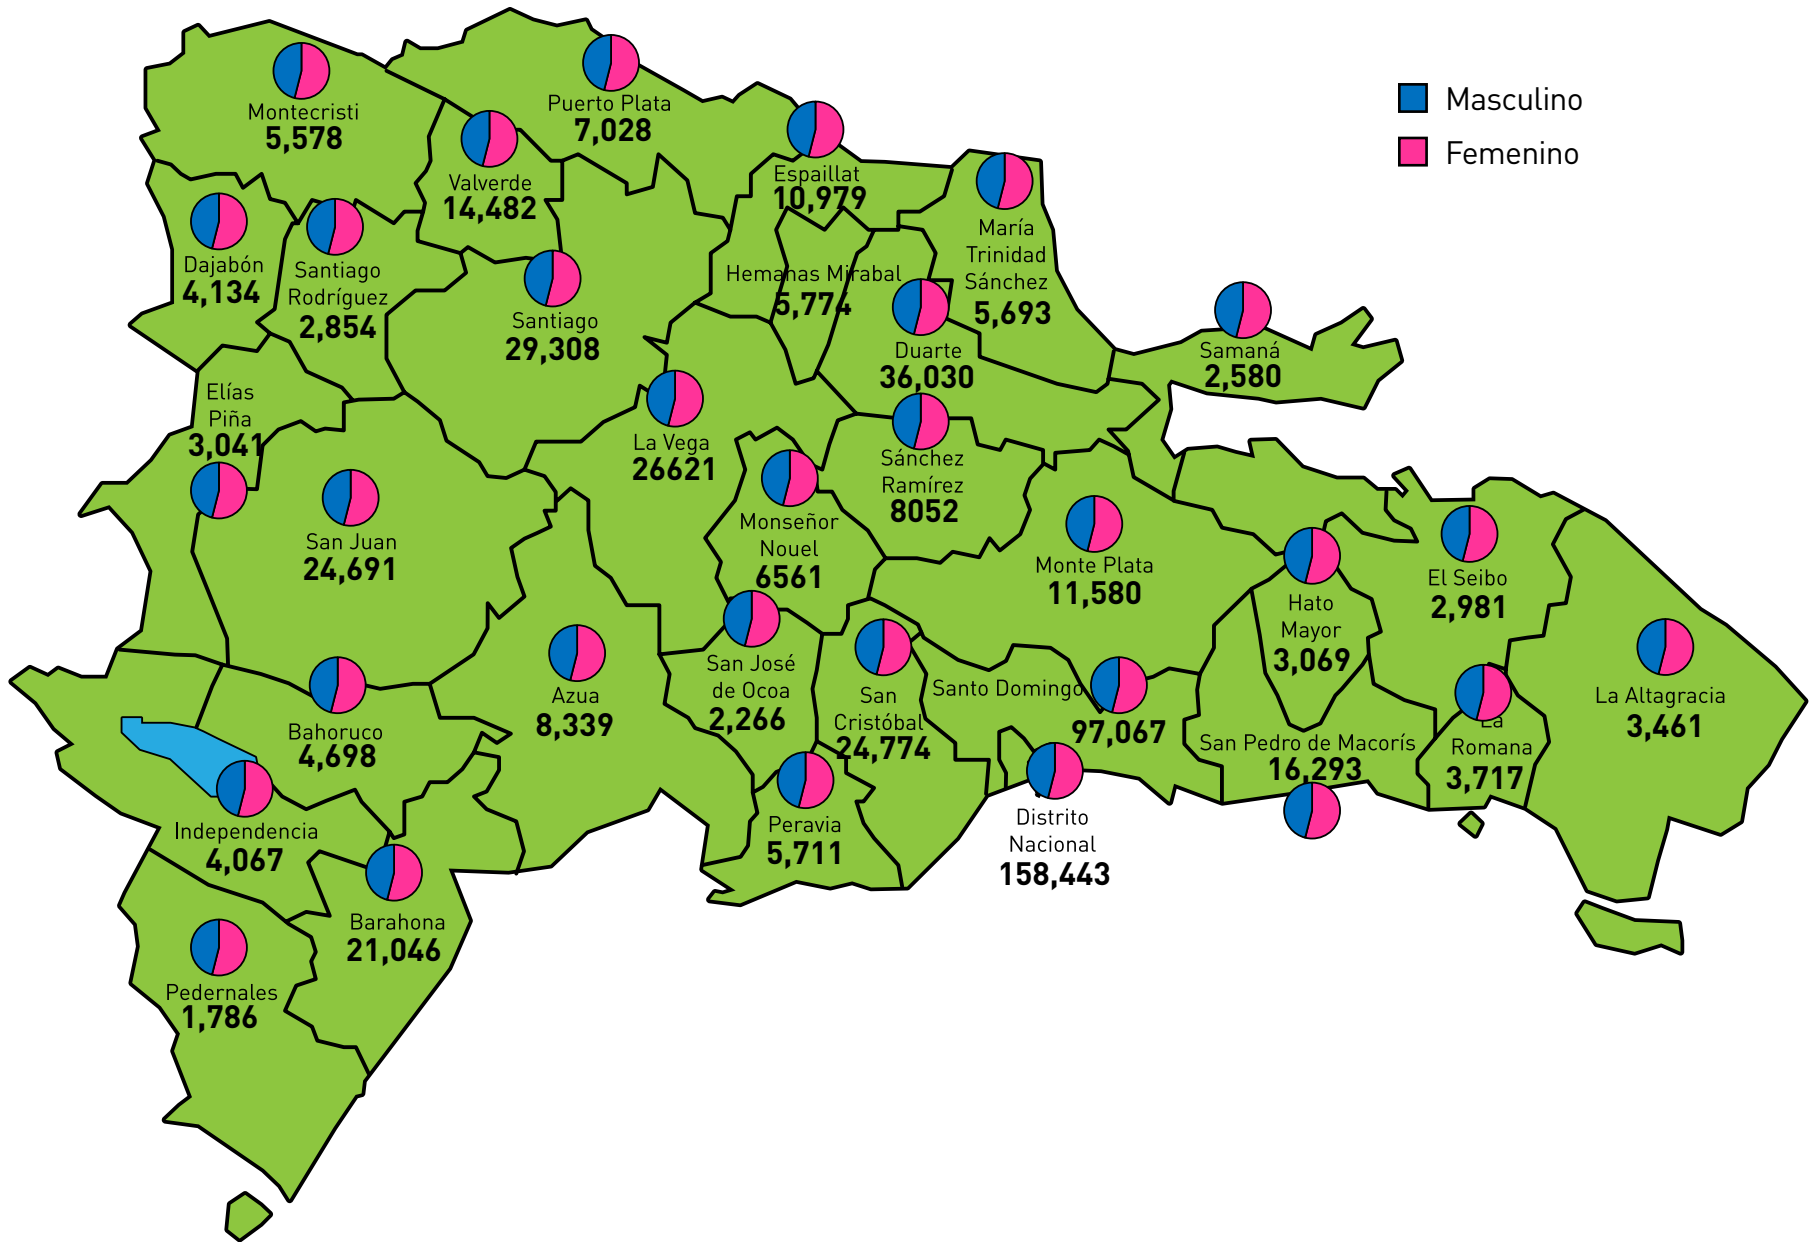 Masculino
Femenino
Montecristi
5,578
Puerto Plata
7,028
Valverde
14,482
Espaillat
10,979
María
Trinidad
Sánchez
5,693
Dajabón
4,134
Santiago
Rodríguez
2,854
Santiago
29,308
Hemanas Mirabal
5,774
Duarte
36,030
Samaná
2,580
Elías
Piña
3,041
La Vega
26621
Sánchez
Ramírez
8052
San Juan
24,691
Monseñor
Nouel
6561
Monte Plata
11,580
Hato
Mayor
3,069
El Seibo
2,981
La Altagracia
3,461
Bahoruco
4,698
Azua
8,339
San José
de Ocoa
2,266
San
Cristóbal
24,774
Santo Domingo
97,067
San Pedro de Macorís
16,293
La
Romana
3,717
Independencia
4,067
Peravia
5,711
Distrito
Nacional
158,443
Barahona
21,046
Pedernales
1,786